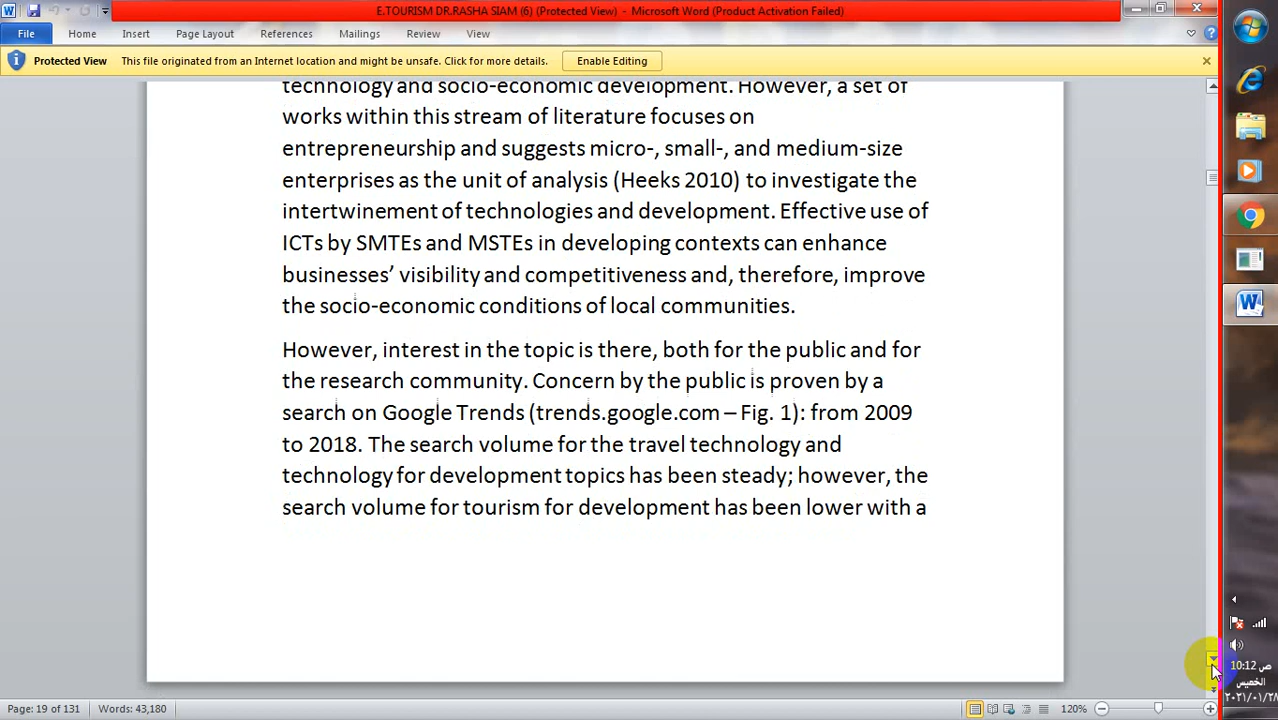 E.TOURISM DR.RASHA SIAM (6) (Protected View) - Microsoft Word (Product Activation Failed)
File Home Insert Page Layout References Mailings Review View
Protected View This file originated from an Internet location and might be unsafe. Click for more details. Enable Editing
technology and socio-economic development. However, a set of
works within this stream of literature focuses on
entrepreneurship and suggests micro-, small-, and medium-size
enterprises as the unit of analysis (Heeks 2010) to investigate the
intertwinement of technologies and development. Effective use of
ICTs by SMTEs and MSTEs in developing contexts can enhance
businesses’ visibility and competitiveness and, therefore, improve
the socio-economic conditions of local communities.
However, interest in the topic is there, both for the public and for
the research community. Concern by the public is proven by a
search on Google Trends (trends.google.com – Fig. 1): from 2009
to 2018. The search volume for the travel technology and
technology for development topics has been steady; however, the
search volume for tourism for development has been lower with a
10:12 ص
الخميس
٢٠٢١/٠١/٢٨
Page: 19 of 131 Words: 43,180 120%